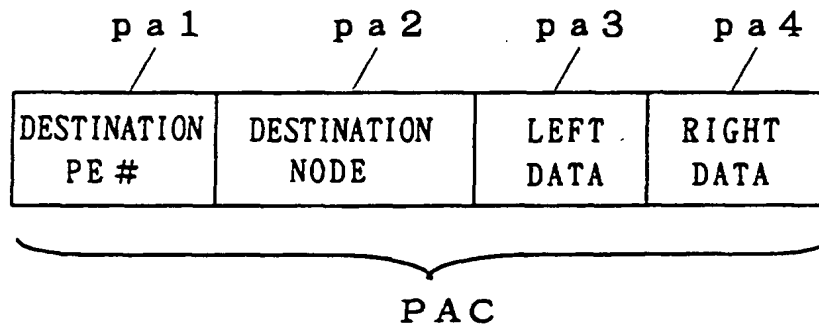 pa1 pa2 pa3 pa4
DESTINATION DESTINATION LEFT RIGHT
PE# NODE DATA DATA
PAC